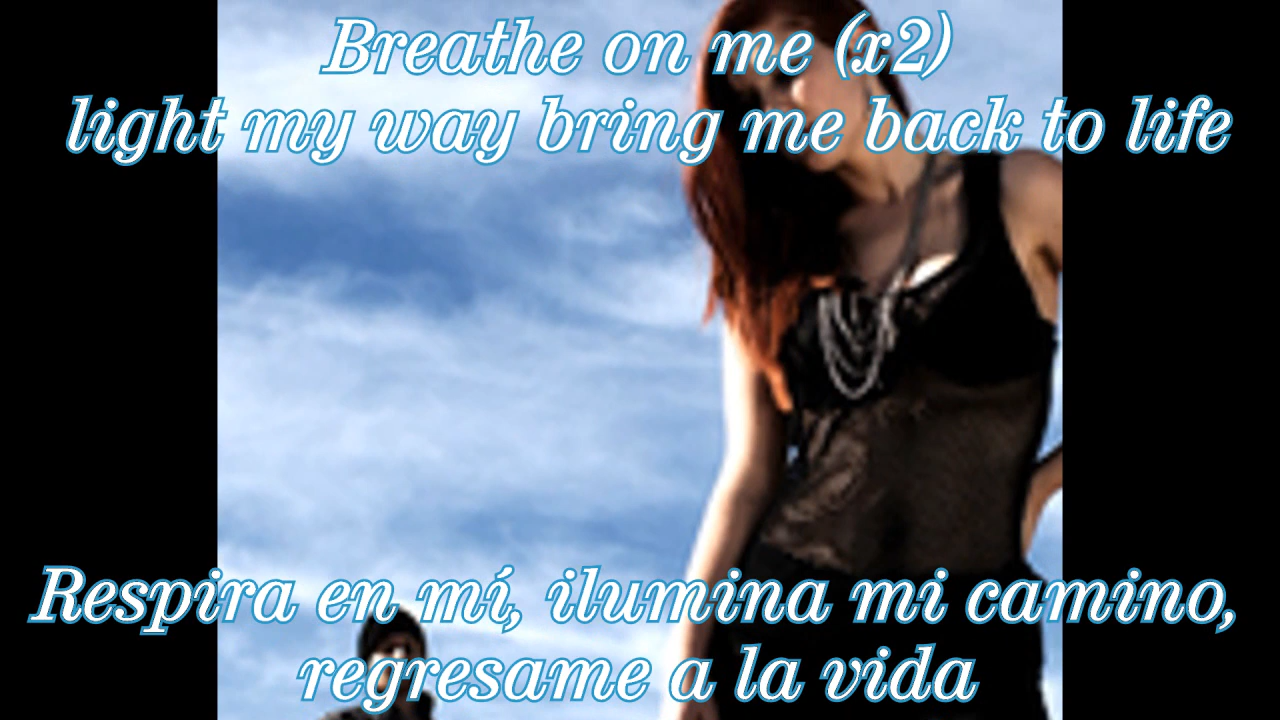 Breathe on me (x2)
light my way bring me back to life
Respira en mí, ilumina mi camino,
regresame a la vida